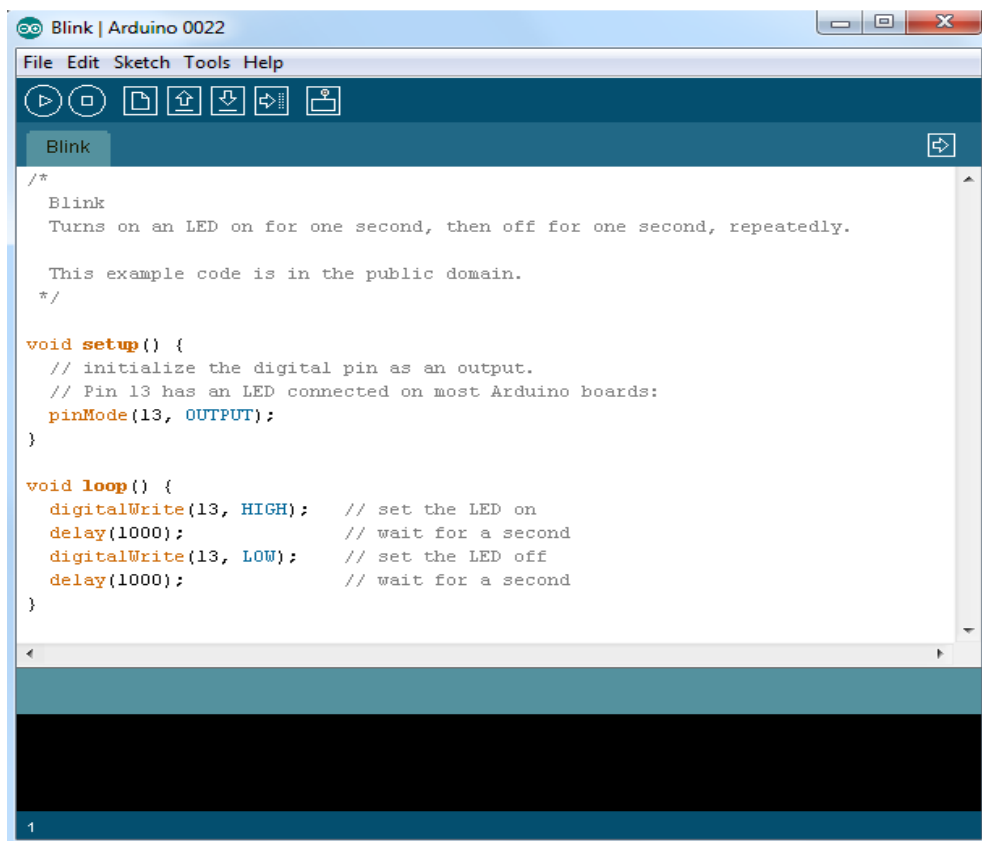 Blink | Arduino 0022
File Edit Sketch Tools Help
Blink
/*
  Blink
  Turns on an LED on for one second, then off for one second, repeatedly.

  This example code is in the public domain.
 */

void setup() {
  // initialize the digital pin as an output.
  // Pin 13 has an LED connected on most Arduino boards:
  pinMode(13, OUTPUT);
}

void loop() {
  digitalWrite(13, HIGH);   // set the LED on
  delay(1000);              // wait for a second
  digitalWrite(13, LOW);    // set the LED off
  delay(1000);              // wait for a second
}
1